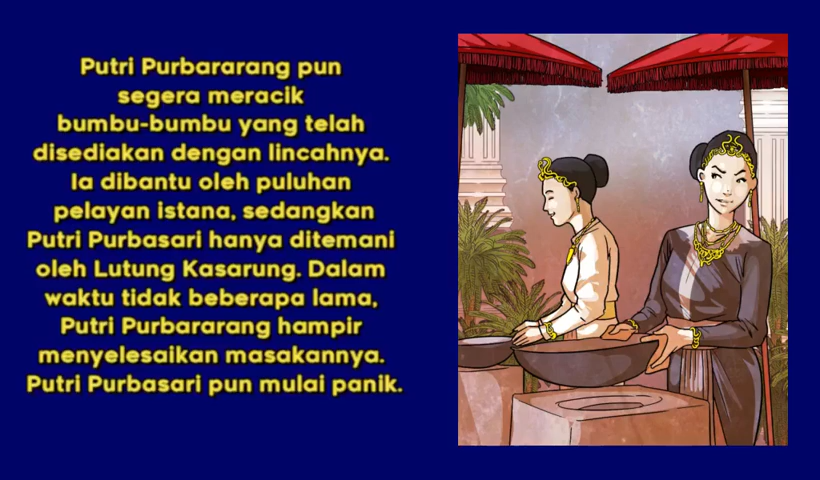 Putri Purbararang pun
segera meracik
bumbu-bumbu yang telah
disediakan dengan lincahnya.
Ia dibantu oleh puluhan
pelayan istana, sedangkan
Putri Purbasari hanya ditemani
oleh Lutung Kasarung. Dalam
waktu tidak beberapa lama,
Putri Purbararang hampir
menyelesaikan masakannya.
Putri Purbasari pun mulai panik.